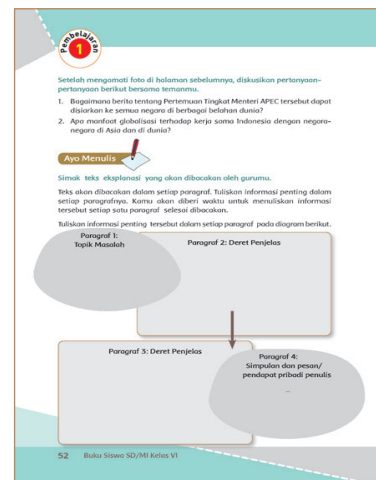 Pembelajaran
1
Setelah mengamati foto di halaman sebelumnya, diskusikan pertanyaan-
pertanyaan berikut bersama temanmu.
1. Bagaimana berita tentang Pertemuan Tingkat Menteri APEC tersebut dapat
disiarkan ke semua negara di berbagai belahan dunia?
2. Apa manfaat globalisasi terhadap kerja sama Indonesia dengan negara-
negara di Asia dan di dunia?
Ayo Menulis
Simak teks eksplanasi yang akan dibacakan oleh gurumu.
Teks akan dibacakan dalam setiap paragraf. Tuliskan informasi penting dalam
setiap paragrafnya. Kamu akan diberi waktu untuk menuliskan informasi
tersebut setiap satu paragraf selesai dibacakan.
Tuliskan informasi penting tersebut dalam setiap paragraf pada diagram berikut.
Paragraf 1:
Topik Masalah
Paragraf 2: Deret Penjelas
Paragraf 3: Deret Penjelas
Paragraf 4:
Simpulan dan pesan/
pendapat pribadi penulis
...
52 Buku Siswa SD/MI Kelas VI